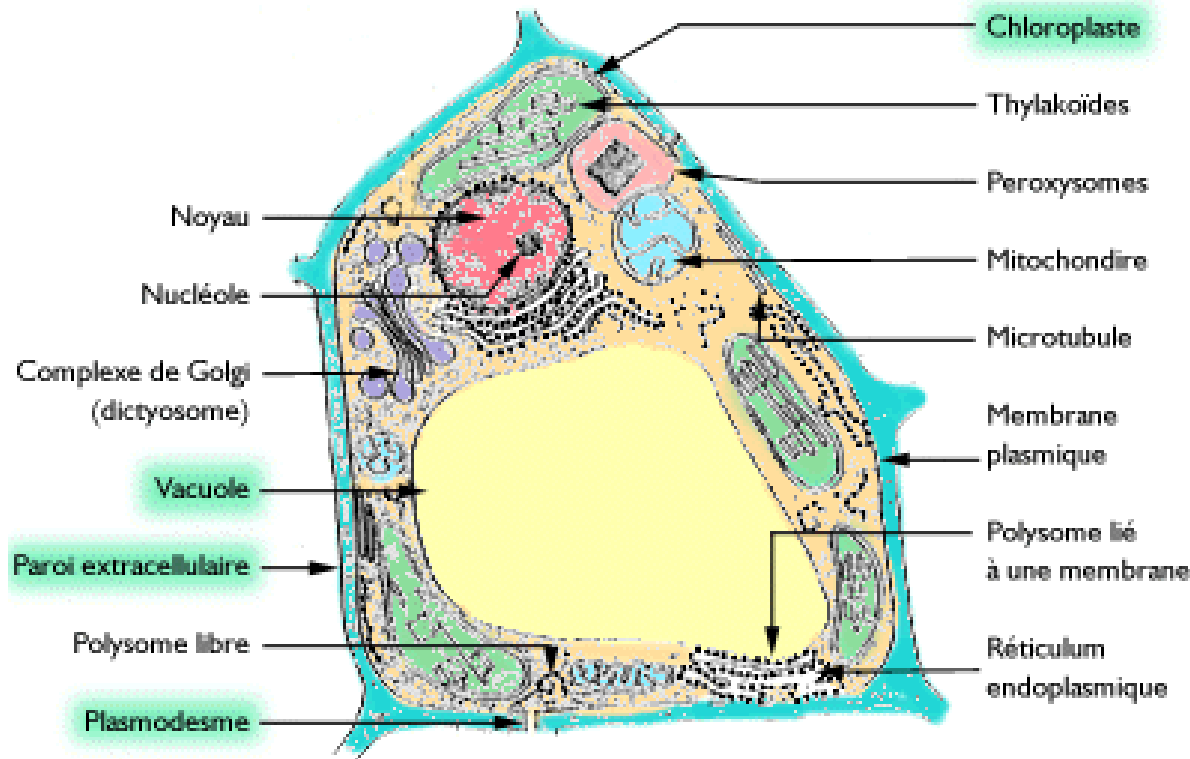 Chloroplaste
Thylakoïdes
Peroxysomes
Noyau
Mitochondire
Nucléole
Microtubule
Complexe de Golgi
(dictyosome)
Membrane
plasmique
Vacuole
Polysome lié
à une membrane
Paroi extracellulaire
Polysome libre
Réticulum
endoplasmique
Plasmodesme